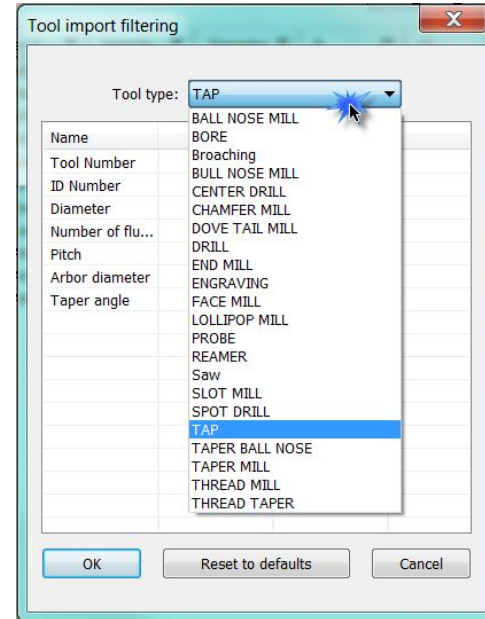 Tool import filtering
Tool type: TAP
BALL NOSE MILL
BORE
Broaching
BULL NOSE MILL
CENTER DRILL
CHAMFER MILL
DOVE TAIL MILL
DRILL
END MILL
ENGRAVING
FACE MILL
LOLLIPOP MILL
PROBE
REAMER
Saw
SLOT MILL
SPOT DRILL
TAP
TAPER BALL NOSE
TAPER MILL
THREAD MILL
THREAD TAPER
Name
Tool Number
ID Number
Diameter
Number of flu...
Pitch
Arbor diameter
Taper angle
OK Reset to defaults Cancel